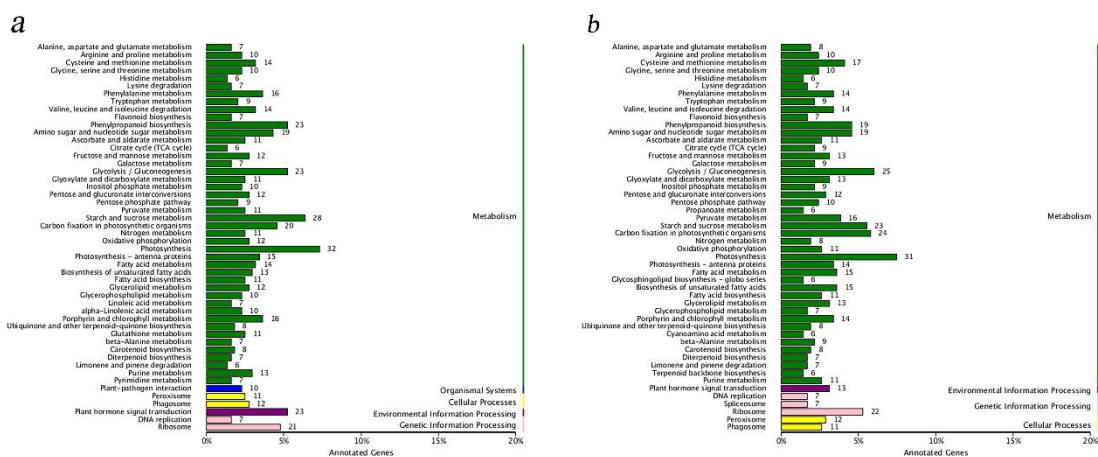 a
Alanine, aspartate and glutamate metabolism 7
Arginine and proline metabolism 10
Cysteine and methionine metabolism 14
Glycine, serine and threonine metabolism 10
Histidine metabolism 6
Lysine degradation 7
Phenylalanine metabolism 16
Tryptophan metabolism 9
Valine, leucine and isoleucine degradation 14
Flavonoid biosynthesis 7
Phenylpropanoid biosynthesis 23
Amino sugar and nucleotide sugar metabolism 19
Ascorbate and aldarate metabolism 11
Citrate cycle (TCA cycle) 6
Fructose and mannose metabolism 12
Galactose metabolism 7
Glycolysis / Gluconeogenesis 23
Glyoxylate and dicarboxylate metabolism 11
Inositol phosphate metabolism 10
Pentose and glucuronate interconversions 12
Pentose phosphate pathway 9
Pyruvate metabolism 11
Starch and sucrose metabolism 28
Carbon fixation in photosynthetic organisms 20
Nitrogen metabolism 11
Oxidative phosphorylation 12
Photosynthesis 32
Photosynthesis - antenna proteins 15
Fatty acid metabolism 14
Biosynthesis of unsaturated fatty acids 13
Fatty acid biosynthesis 11
Glycerolipid metabolism 12
Glycerophospholipid metabolism 10
Linoleic acid metabolism 7
alpha-Linolenic acid metabolism 10
Porphyrin and chlorophyll metabolism 16
Ubiquinone and other terpenoid-quinone biosynthesis 8
Glutathione metabolism 11
beta-Alanine metabolism 7
Carotenoid biosynthesis 8
Diterpenoid biosynthesis 7
Limonene and pinene degradation 6
Purine metabolism 13
Pyrimidine metabolism 7
Plant-pathogen interaction 10
Peroxisome 11
Phagosome 12
Plant hormone signal transduction 23
DNA replication 7
Ribosome 21
Metabolism
Organismal Systems
Cellular Processes
Environmental Information Processing
Genetic Information Processing
0% 5% 10% 15% 20%
Annotated Genes
b
Alanine, aspartate and glutamate metabolism 8
Arginine and proline metabolism 10
Cysteine and methionine metabolism 17
Glycine, serine and threonine metabolism 10
Histidine metabolism 6
Lysine degradation 7
Phenylalanine metabolism 14
Tryptophan metabolism 9
Valine, leucine and isoleucine degradation 14
Flavonoid biosynthesis 7
Phenylpropanoid biosynthesis 19
Amino sugar and nucleotide sugar metabolism 19
Ascorbate and aldarate metabolism 11
Citrate cycle (TCA cycle) 9
Fructose and mannose metabolism 13
Galactose metabolism 9
Glycolysis / Gluconeogenesis 25
Glyoxylate and dicarboxylate metabolism 13
Inositol phosphate metabolism 9
Pentose and glucuronate interconversions 12
Pentose phosphate pathway 10
Propanoate metabolism 6
Pyruvate metabolism 16
Starch and sucrose metabolism 23
Carbon fixation in photosynthetic organisms 24
Nitrogen metabolism 8
Oxidative phosphorylation 11
Photosynthesis 31
Photosynthesis - antenna proteins 14
Fatty acid metabolism 15
Glycosphingolipid biosynthesis - globo series 6
Biosynthesis of unsaturated fatty acids 15
Fatty acid biosynthesis 11
Glycerolipid metabolism 13
Glycerophospholipid metabolism 7
Porphyrin and chlorophyll metabolism 14
Ubiquinone and other terpenoid-quinone biosynthesis 8
Cyanoamino acid metabolism 6
beta-Alanine metabolism 9
Carotenoid biosynthesis 8
Diterpenoid biosynthesis 7
Limonene and pinene degradation 7
Terpenoid backbone biosynthesis 6
Purine metabolism 11
Plant hormone signal transduction 13
DNA replication 7
Spliceosome 7
Ribosome 22
Peroxisome 12
Phagosome 11
Metabolism
Environmental Information Processing
Genetic Information Processing
Cellular Processes
0% 5% 10% 15% 20%
Annotated Genes